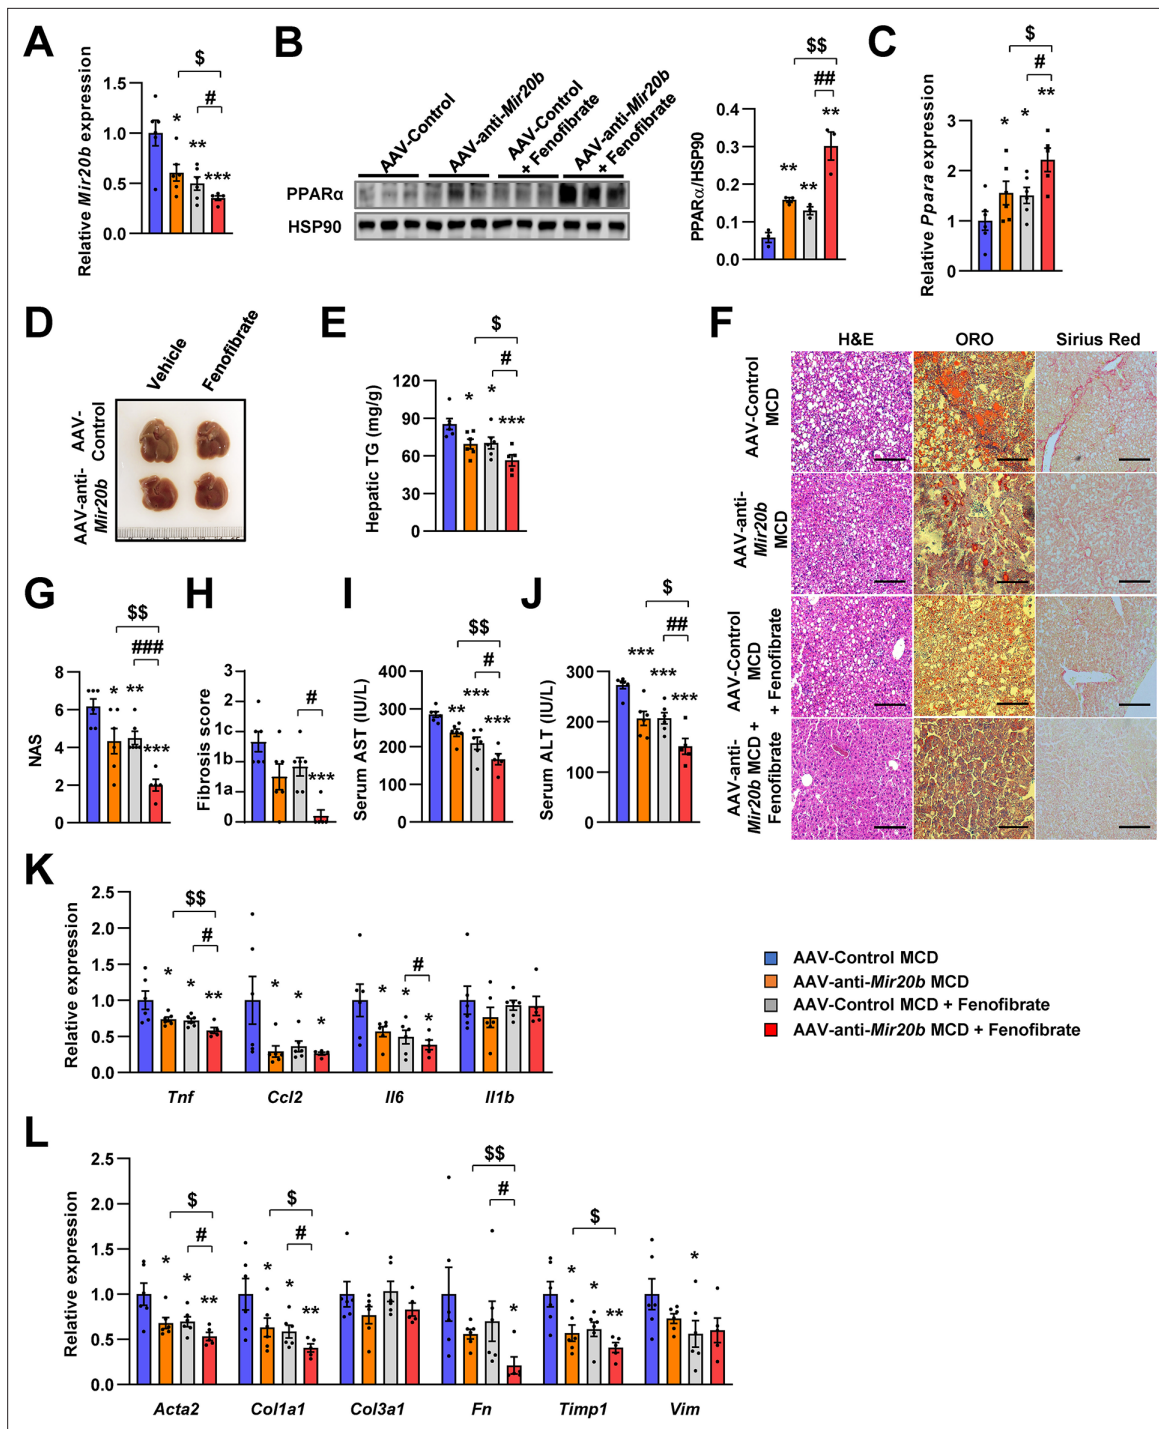 A
Relative Mir20b expression
1.5
1.0
0.5
0.0
*
**
***
#
$
B
AAV-Control
AAV-anti-Mir20b
AAV-Control
+ Fenofibrate
AAV-anti-Mir20b
+ Fenofibrate
PPARα
HSP90
PPARα/HSP90
0.4
0.3
0.2
0.1
0.0
**
**
**
##
$$
C
Relative Ppara expression
3
2
1
0
*
*
**
#
$
D
Vehicle
Fenofibrate
AAV-
Control
AAV-anti-
Mir20b
E
Hepatic TG (mg/g)
120
90
60
30
0
*
*
***
#
$
F
H&E
ORO
Sirius Red
AAV-Control
MCD
AAV-anti-
Mir20b
MCD
AAV-Control
MCD
+ Fenofibrate
AAV-anti-
Mir20b MCD +
Fenofibrate
G
NAS
8
6
4
2
0
*
**
***
###
$$
H
Fibrosis score
3
2
1c
1b
1a
0
***
#
I
Serum AST (IU/L)
400
300
200
100
0
**
***
***
#
$$
J
Serum ALT (IU/L)
300
200
100
0
***
***
***
##
$
K
Relative expression
2.5
2.0
1.5
1.0
0.5
0.0
*
*
**
#
$$
*
*
*
*
*
*
#
Tnf
Ccl2
Il6
Il1b
AAV-Control MCD
AAV-anti-Mir20b MCD
AAV-Control MCD + Fenofibrate
AAV-anti-Mir20b MCD + Fenofibrate
L
Relative expression
2.5
2.0
1.5
1.0
0.5
0.0
*
*
**
#
$
*
*
**
#
$
*
#
$$
*
*
**
$
*
Acta2
Col1a1
Col3a1
Fn
Timp1
Vim